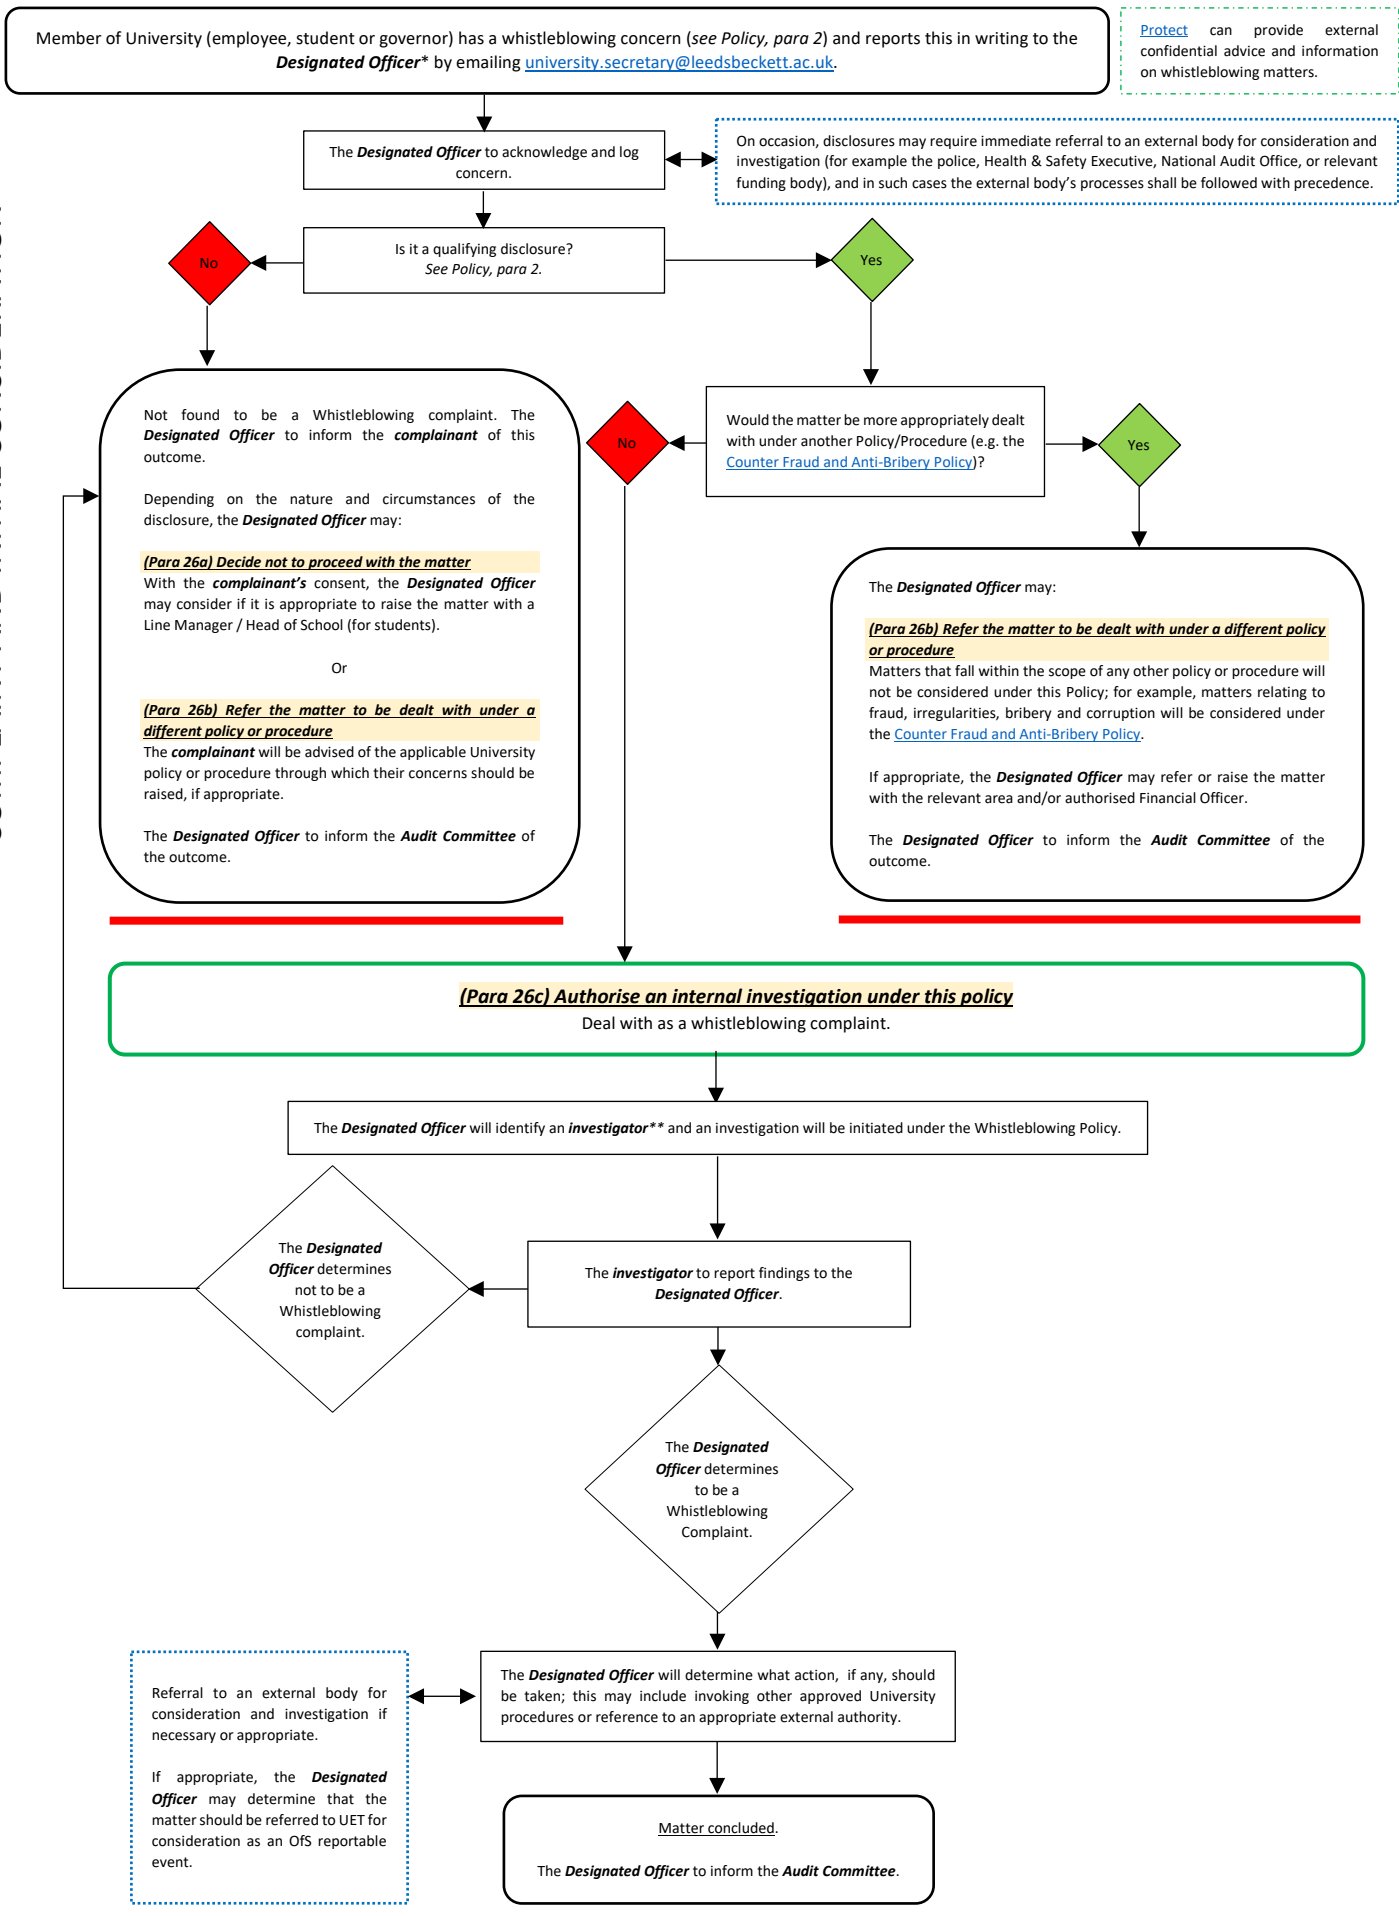 Member of University (employee, student or governor) has a whistleblowing concern (see Policy, para 2) and reports this in writing to the
Designated Officer* by emailing university.secretary@leedsbeckett.ac.uk.
Protect can provide external
confidential advice and information
on whistleblowing matters.
The Designated Officer to acknowledge and log
concern.
On occasion, disclosures may require immediate referral to an external body for consideration and
investigation (for example the police, Health & Safety Executive, National Audit Office, or relevant
funding body), and in such cases the external body's processes shall be followed with precedence.
No
Is it a qualifying disclosure?
See Policy, para 2.
Yes
Not found to be a Whistleblowing complaint. The
Designated Officer to inform the complainant of this
outcome.
Depending on the nature and circumstances of the
disclosure, the Designated Officer may:
(Para 26a) Decide not to proceed with the matter
With the complainant's consent, the Designated Officer
may consider if it is appropriate to raise the matter with a
Line Manager / Head of School (for students).
Or
(Para 26b) Refer the matter to be dealt with under a
different policy or procedure
The complainant will be advised of the applicable University
policy or procedure through which their concerns should be
raised, if appropriate.
The Designated Officer to inform the Audit Committee of
the outcome.
No
Would the matter be more appropriately dealt
with under another Policy/Procedure (e.g. the
Counter Fraud and Anti-Bribery Policy)?
Yes
The Designated Officer may:
(Para 26b) Refer the matter to be dealt with under a different policy
or procedure
Matters that fall within the scope of any other policy or procedure will
not be considered under this Policy; for example, matters relating to
fraud, irregularities, bribery and corruption will be considered under
the Counter Fraud and Anti-Bribery Policy.
If appropriate, the Designated Officer may refer or raise the matter
with the relevant area and/or authorised Financial Officer.
The Designated Officer to inform the Audit Committee of the
outcome.
(Para 26c) Authorise an internal investigation under this policy
Deal with as a whistleblowing complaint.
The Designated Officer will identify an investigator** and an investigation will be initiated under the Whistleblowing Policy.
The Designated
Officer determines
not to be a
Whistleblowing
complaint.
The investigator to report findings to the
Designated Officer.
The Designated
Officer determines
to be a
Whistleblowing
Complaint.
Referral to an external body for
consideration and investigation if
necessary or appropriate.
If appropriate, the Designated
Officer may determine that the
matter should be referred to UET for
consideration as an OfS reportable
event.
The Designated Officer will determine what action, if any, should
be taken; this may include invoking other approved University
procedures or reference to an appropriate external authority.
Matter concluded.
The Designated Officer to inform the Audit Committee.